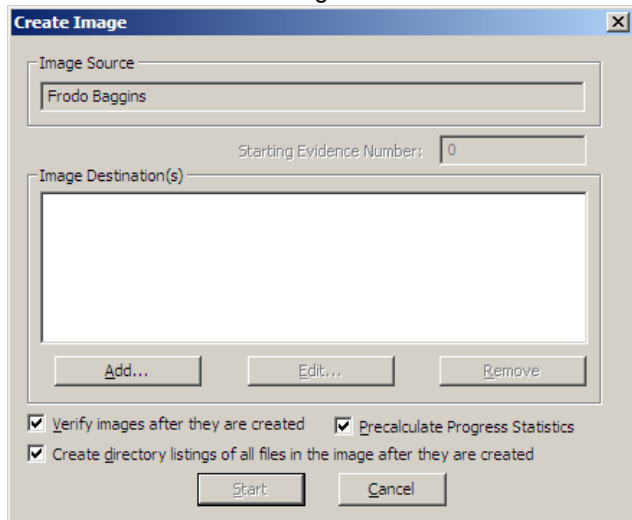 Create Image
Image Source
Frodo Baggins
Starting Evidence Number: 0
Image Destination(s)
Add... Edit... Remove
Verify images after they are created Precalculate Progress Statistics
Create directory listings of all files in the image after they are created
Start Cancel